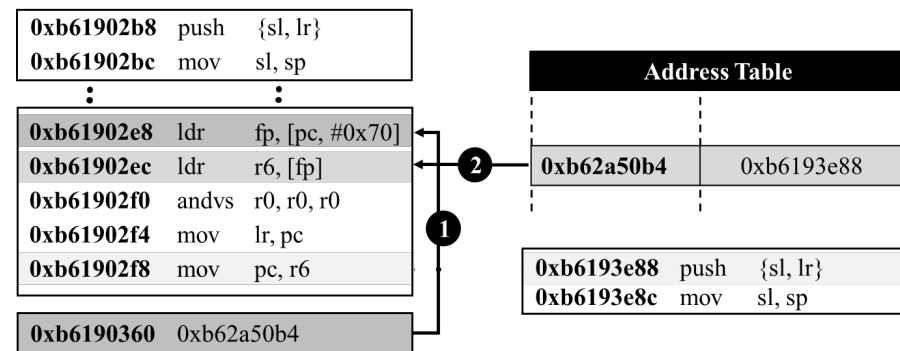 0xb61902b8 push {sl, lr}
0xb61902bc mov sl, sp
0xb61902e8 ldr fp, [pc, #0x70]
0xb61902ec ldr r6, [fp]
0xb61902f0 andvs r0, r0, r0
0xb61902f4 mov lr, pc
0xb61902f8 mov pc, r6
0xb6190360 0xb62a50b4
1
2
Address Table
0xb62a50b4 0xb6193e88
0xb6193e88 push {sl, lr}
0xb6193e8c mov sl, sp